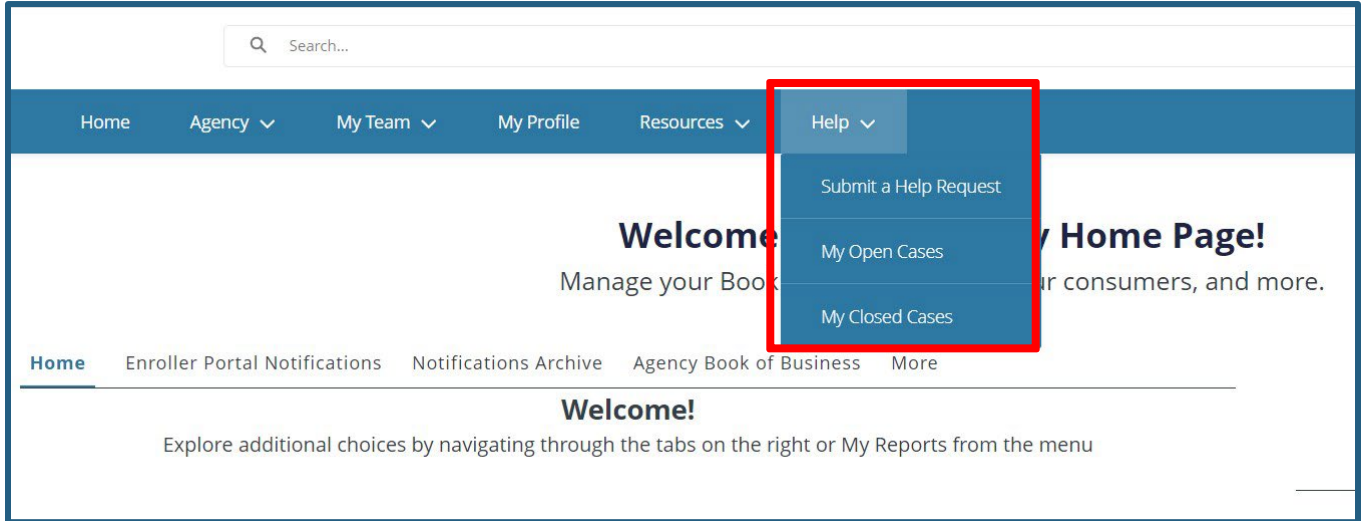 Search...
Home Agency My Team My Profile Resources Help
Submit a Help Request
My Open Cases
My Closed Cases
Welcome Home Page!
Manage your Book consumers, and more.
Home Enroller Portal Notifications Notifications Archive Agency Book of Business More
Welcome!
Explore additional choices by navigating through the tabs on the right or My Reports from the menu